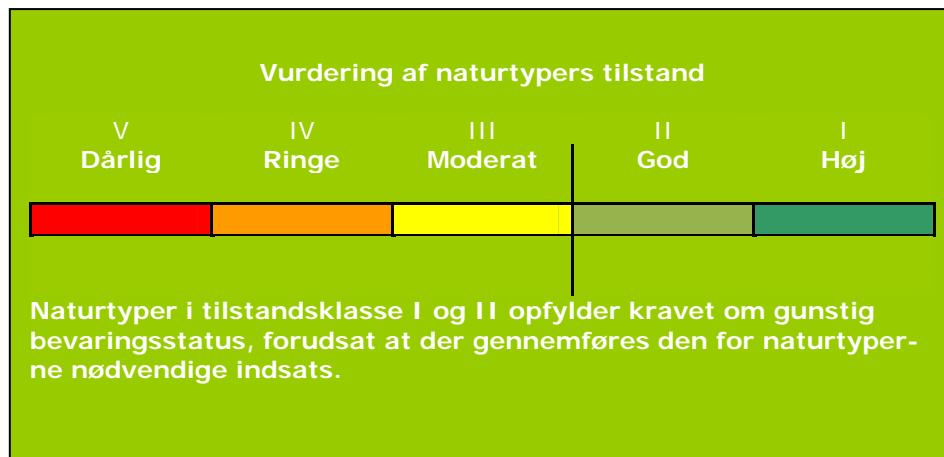 Vurdering af naturtypers tilstand
V IV III II I
Dårlig Ringe Moderat God Høj
Naturtyper i tilstandsklasse I og II opfylder kravet om gunstig
bevaringsstatus, forudsat at der gennemføres den for naturtyper-
ne nødvendige indsats.